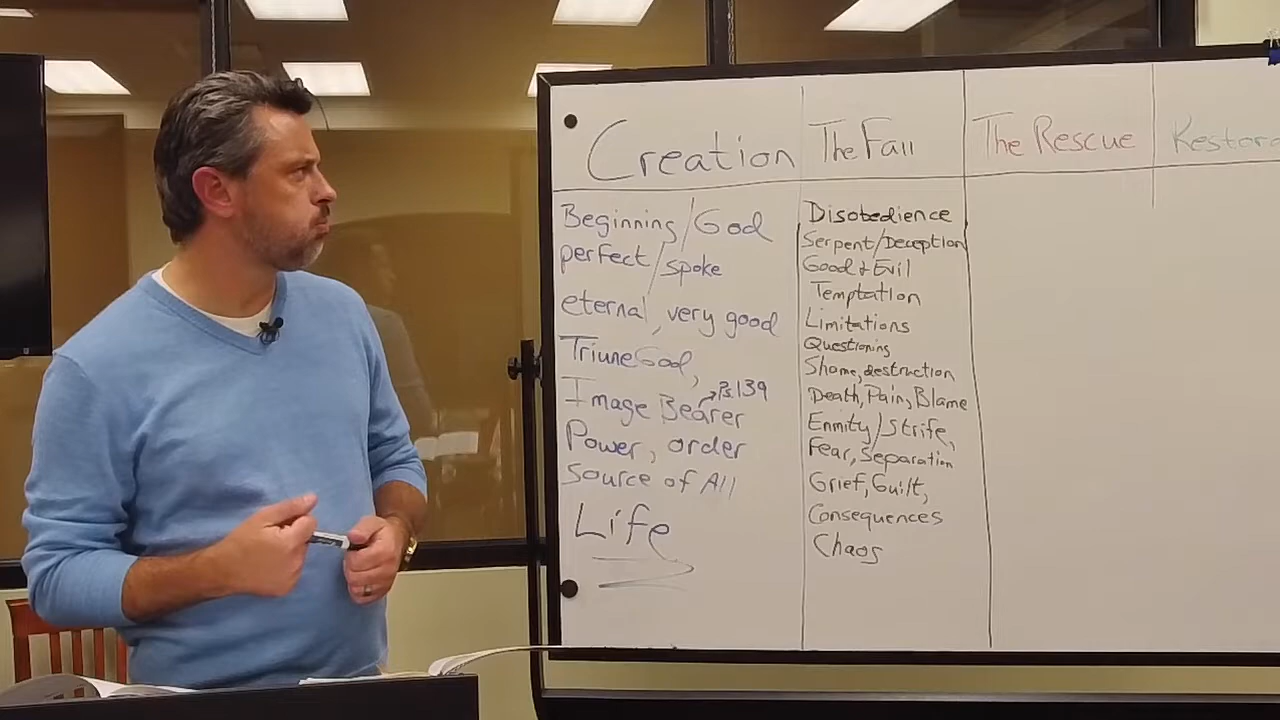 Creation
The Fall
The Rescue
Restora
Beginning/God
perfect/spoke
eternal, very good
Triune God,
Image Bearer → Ps. 139
Power, order
Source of All
Life
Disobedience
Serpent/Deception
Good & Evil
Temptation
Limitations
Questioning
Shame, destruction
Death, Pain, Blame
Enmity/Strife,
Fear, Separation
Grief, Guilt,
Consequences
Chaos